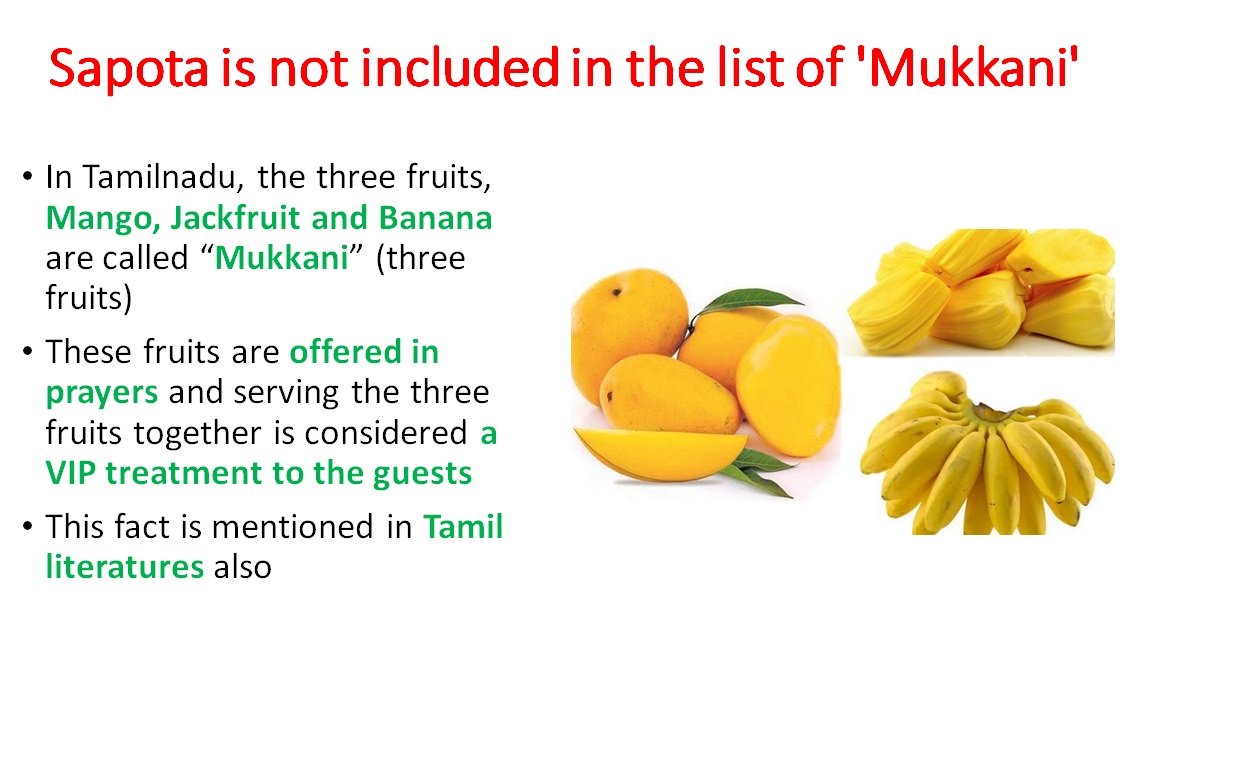 Sapota is not included in the list of 'Mukkani'
• In Tamilnadu, the three fruits,
Mango, Jackfruit and Banana
are called “Mukkani” (three
fruits)
• These fruits are offered in
prayers and serving the three
fruits together is considered a
VIP treatment to the guests
• This fact is mentioned in Tamil
literatures also